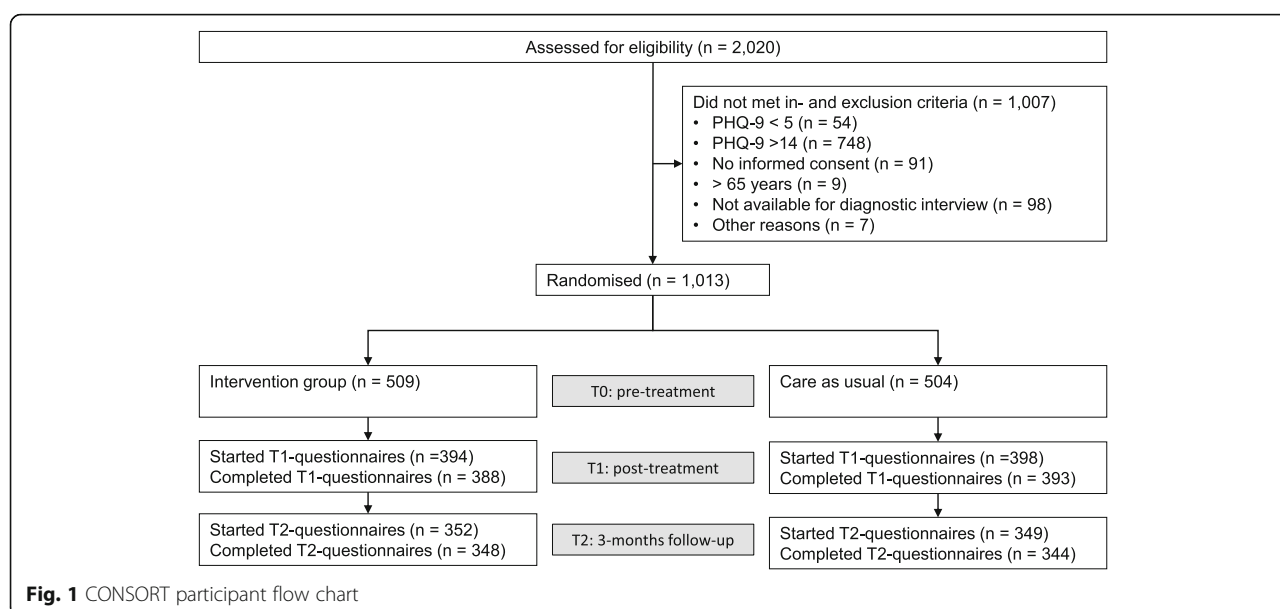 Assessed for eligibility (n = 2,020)
Did not met in- and exclusion criteria (n = 1,007)
• PHQ-9 < 5 (n = 54)
• PHQ-9 >14 (n = 748)
• No informed consent (n = 91)
• > 65 years (n = 9)
• Not available for diagnostic interview (n = 98)
• Other reasons (n = 7)
Randomised (n = 1,013)
Intervention group (n = 509)
T0: pre-treatment
Care as usual (n = 504)
Started T1-questionnaires (n =394)
Completed T1-questionnaires (n = 388)
T1: post-treatment
Started T1-questionnaires (n =398)
Completed T1-questionnaires (n = 393)
Started T2-questionnaires (n = 352)
Completed T2-questionnaires (n = 348)
T2: 3-months follow-up
Started T2-questionnaires (n = 349)
Completed T2-questionnaires (n = 344)
Fig. 1 CONSORT participant flow chart